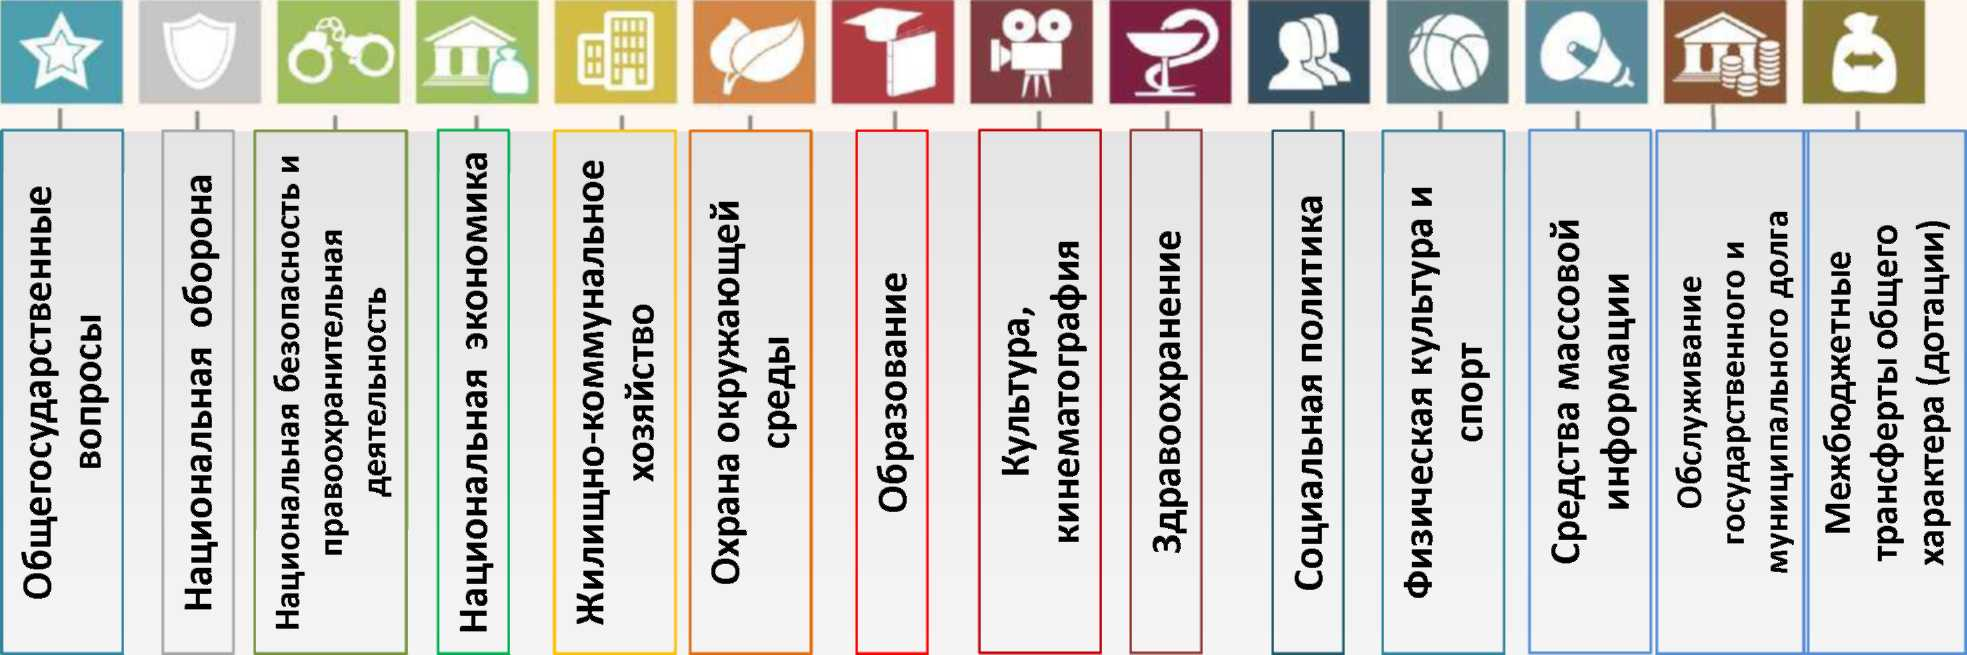 Общегосударственные
вопросы
Национальная оборона
Национальная безопасность и
правоохранительная
деятельность
Национальная экономика
Жилищно-коммунальное
хозяйство
Охрана окружающей
среды
Образование
Культура,
кинематография
Здравоохранение
Социальная политика
Физическая культура и
спорт
Средства массовой
информации
Обслуживание
государственного и
муниципального долга
Межбюджетные
трансферты общего
характера (дотации)